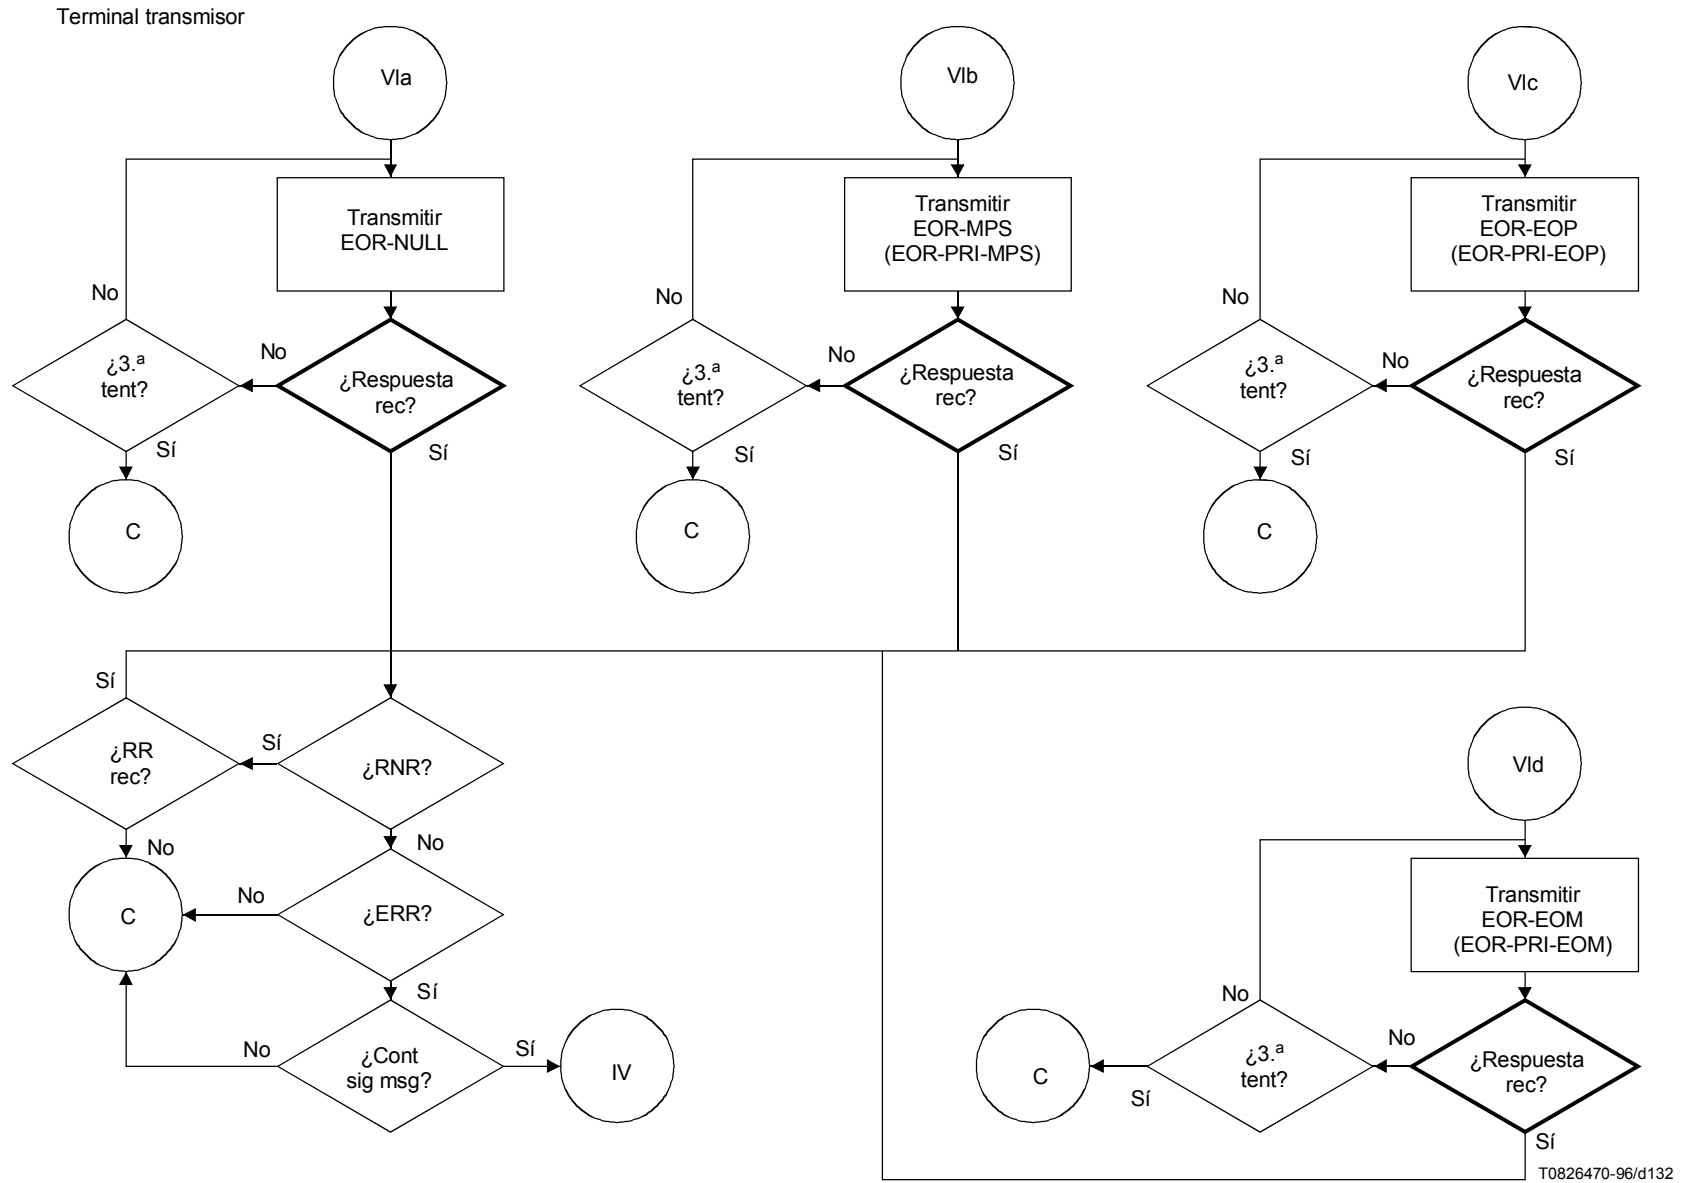 Terminal transmisor
VIa
VIb
VIc
Transmitir
EOR-NULL
Transmitir
EOR-MPS
(EOR-PRI-MPS)
Transmitir
EOR-EOP
(EOR-PRI-EOP)
No
No
No
¿3.ª
tent?
No
¿Respuesta
rec?
¿3.ª
tent?
No
¿Respuesta
rec?
¿3.ª
tent?
No
¿Respuesta
rec?
Sí
Sí
Sí
Sí
Sí
Sí
C
C
C
Sí
¿RR
rec?
Sí
¿RNR?
VId
No
No
C
No
¿ERR?
Transmitir
EOR-EOM
(EOR-PRI-EOM)
Sí
No
No
¿Cont
sig msg?
Sí
IV
C
Sí
¿3.ª
tent?
No
¿Respuesta
rec?
Sí
T0826470-96/d132